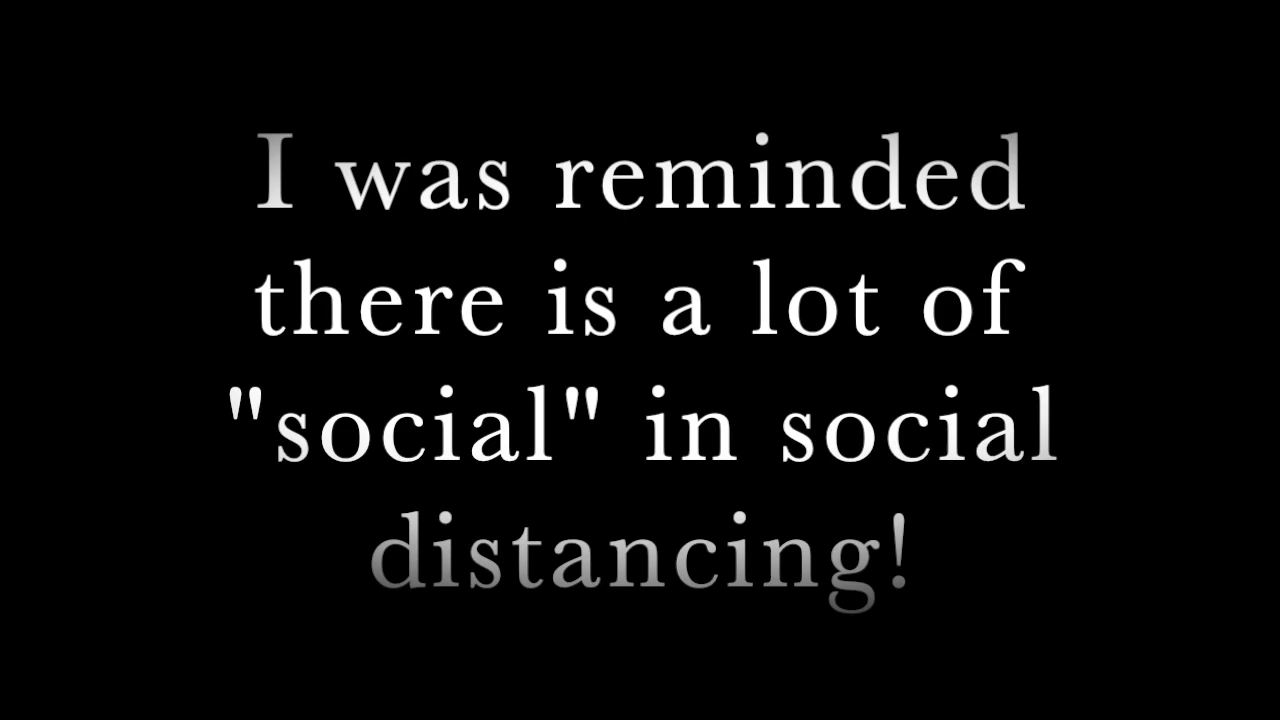 I was reminded
there is a lot of
"social" in social
distancing!